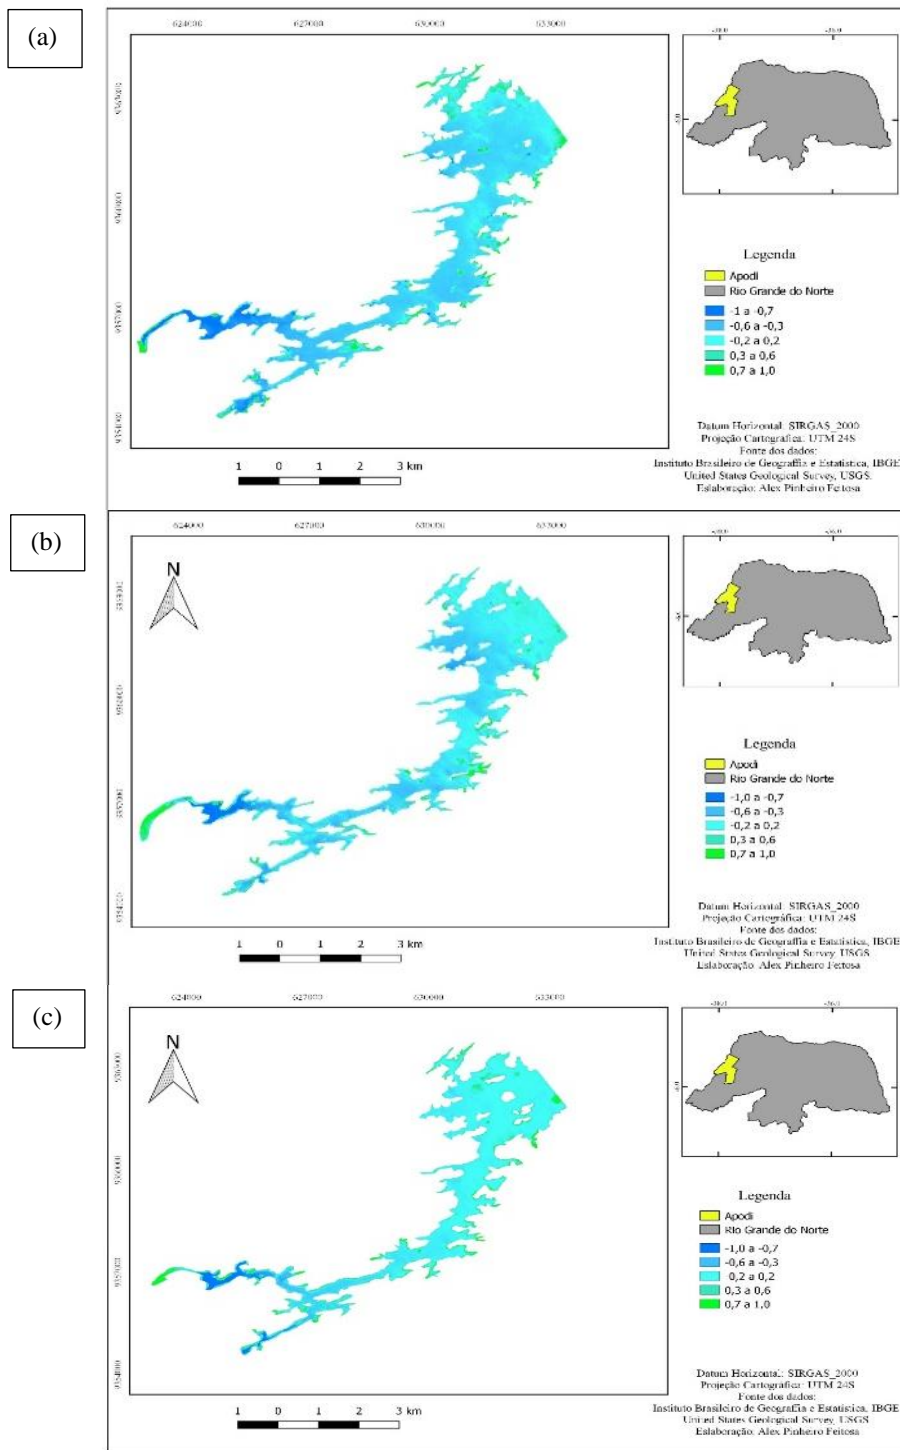 (a)
624000 627000 630000 633000
Legenda
Apodi
Rio Grande do Norte
-1 a -0,7
-0,6 a -0,3
-0,2 a 0,2
0,3 a 0,6
0,7 a 1,0
Datum Horizontal: SIRGAS_2000
Projeção Cartográfica: UTM 24S
Fonte dos dados:
Instituto Brasileiro de Geograffia e Estatística, IBGE
United States Geological Survey, USGS
Eslaboração: Alex Pinheiro Feitosa
1 0 1 2 3 km
(b)
624000 627000 630000 633000
N
Legenda
Apodi
Rio Grande do Norte
-1,0 a -0,7
-0,6 a -0,3
-0,2 a 0,2
0,3 a 0,6
0,7 a 1,0
Datum Horizontal: SIRGAS_2000
Projeção Cartográfica: UTM 24S
Fonte dos dados:
Instituto Brasileiro de Geograffia e Estatística, IBGE
United States Geological Survey, USGS
Eslaboração: Alex Pinheiro Feitosa
1 0 1 2 3 km
(c)
624000 627000 630000 633000
N
9360000
9357000
9354000
Legenda
Apodi
Rio Grande do Norte
-1,0 a -0,7
-0,6 a -0,3
-0,2 a 0,2
0,3 a 0,6
0,7 a 1,0
Datum Horizontal: SIRGAS_2000
Projeção Cartográfica: UTM 24S
Fonte dos dados:
Instituto Brasileiro de Geograffia e Estatística, IBGE
United States Geological Survey, USGS
Eslaboração: Alex Pinheiro Feitosa
1 0 1 2 3 km